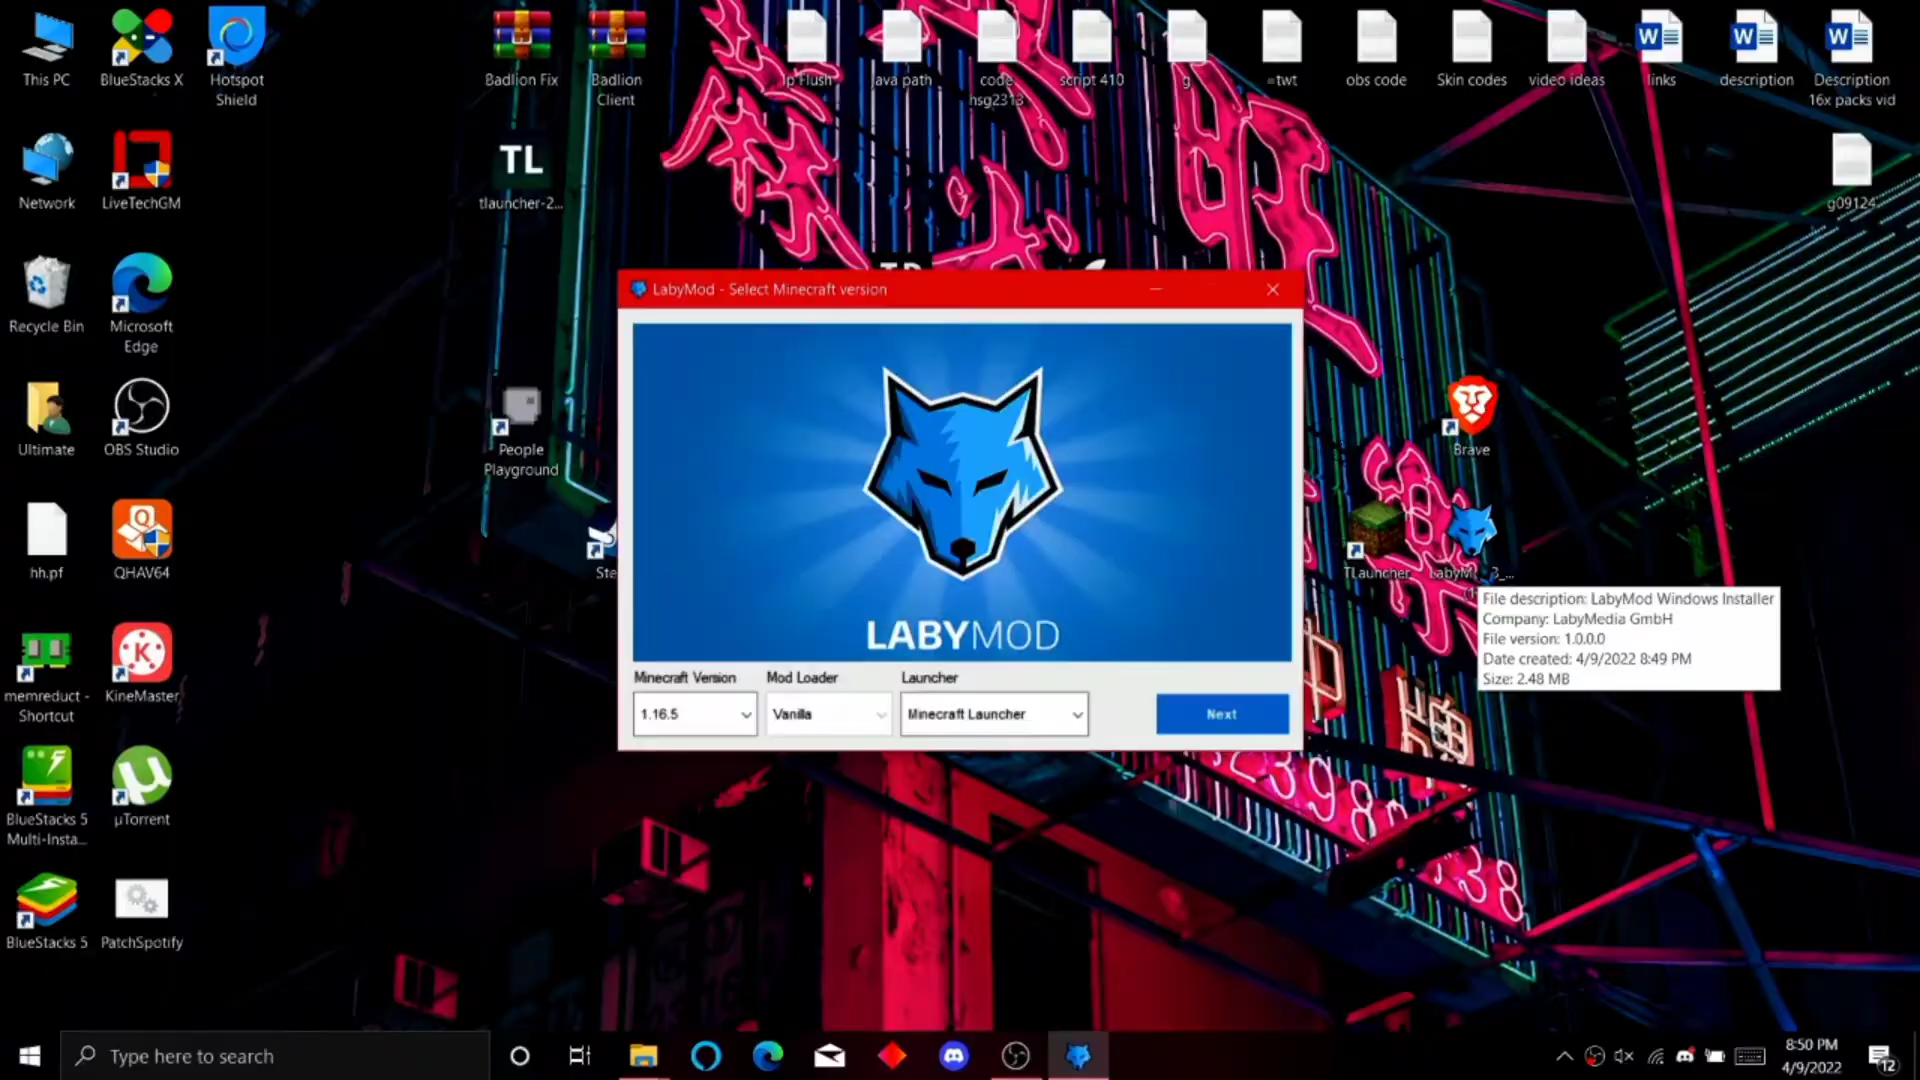 This PC
BlueStacks X
Hotspot
Shield
Badlion Fix
Badlion
Client
Ip Flush
java path
code
hsg2313
script 410
g
=twt
obs code
Skin codes
video ideas
links
description
Description
16x packs vid
Network
LiveTechGM
TL
tlauncher-2...
g09124
Recycle Bin
Microsoft
Edge
LabyMod - Select Minecraft version
Ultimate
OBS Studio
People
Playground
Brave
hh.pf
QHAV64
Ste
TLauncher
LabyM
3_...
LABYMOD
File description: LabyMod Windows Installer
Company: LabyMedia GmbH
File version: 1.0.0.0
Date created: 4/9/2022 8:49 PM
Size: 2.48 MB
memreduct -
Shortcut
KineMaster
Minecraft Version
Mod Loader
Launcher
1.16.5
Vanilla
Minecraft Launcher
Next
BlueStacks 5
Multi-Insta...
µTorrent
BlueStacks 5
PatchSpotify
Type here to search
8:50 PM
4/9/2022
12